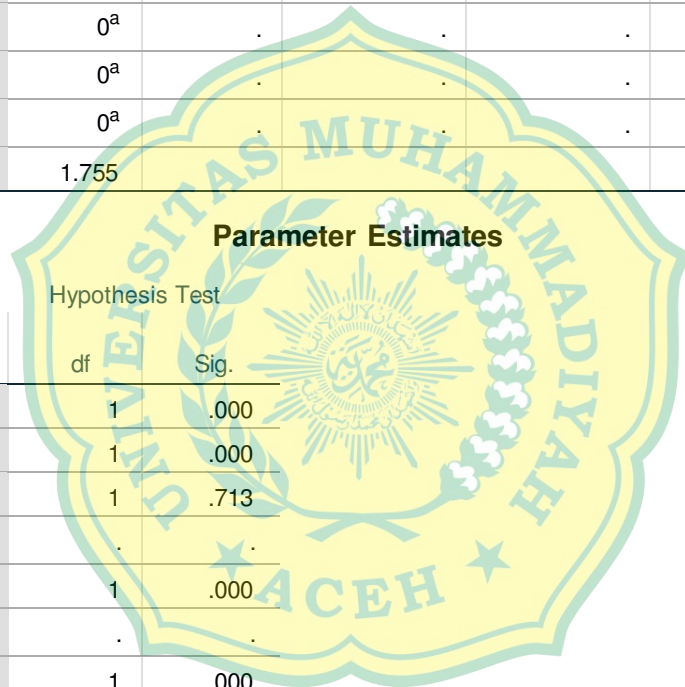 0a . . .
0a . . .
0a . . .
1.755
Parameter Estimates
Hypothesis Test
df Sig.
1 .000
1 .000
1 .713
. .
1 .000
. .
1 .000
UNIVERSITAS MUHAMMADIYAH
ACEH